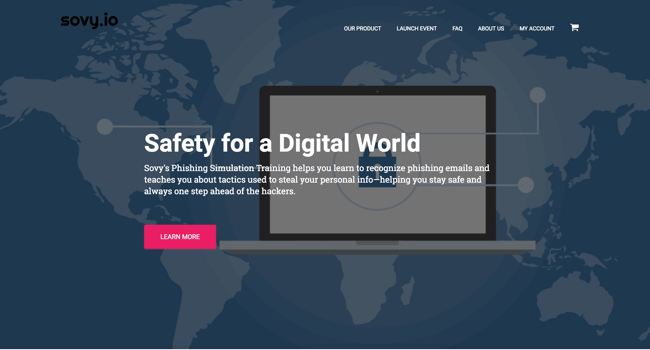 sovy.io
OUR PRODUCT LAUNCH EVENT FAQ ABOUT US MY ACCOUNT
Safety for a Digital World
Sovy's Phishing Simulation Training helps you learn to recognize phishing emails and
teaches you about tactics used to steal your personal info—helping you stay safe and
always one step ahead of the hackers.
LEARN MORE